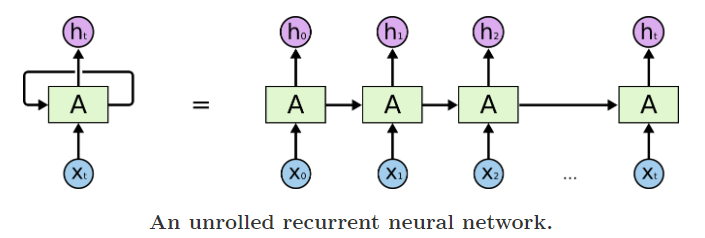 hₜ h₀ h₁ h₂ hₜ
A = A A A A
xₜ x₀ x₁ x₂ ... xₜ
An unrolled recurrent neural network.